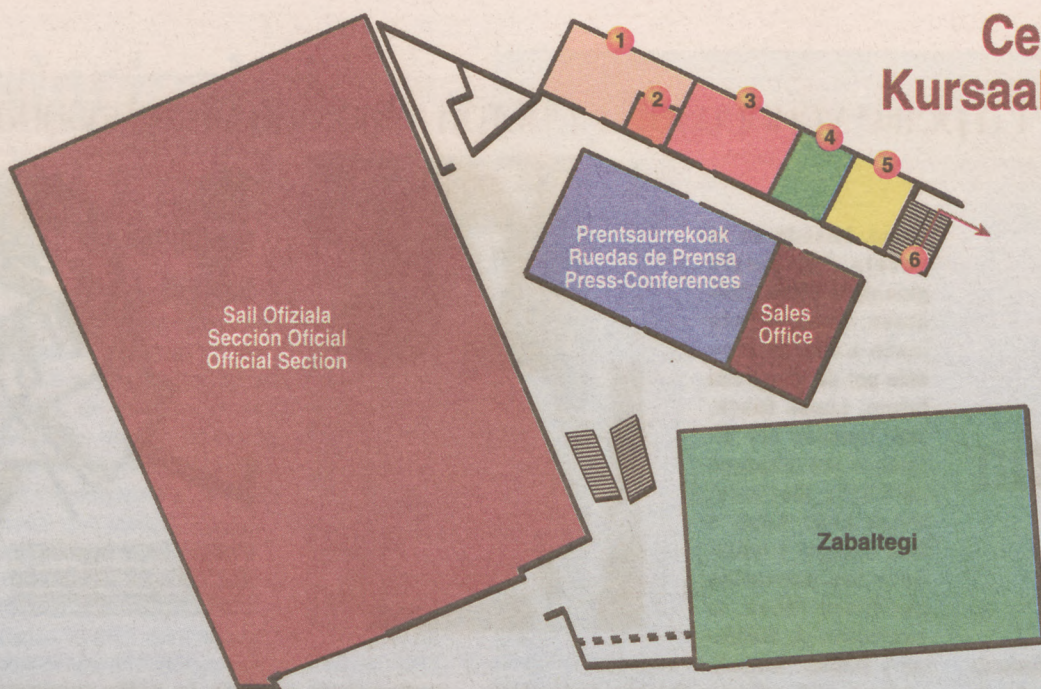 Ce
Kursaal
1
2
3
4
5
6
Prentsaurrekoak
Ruedas de Prensa
Press-Conferences
Sales
Office
Sail Ofiziala
Sección Oficial
Official Section
Zabaltegi